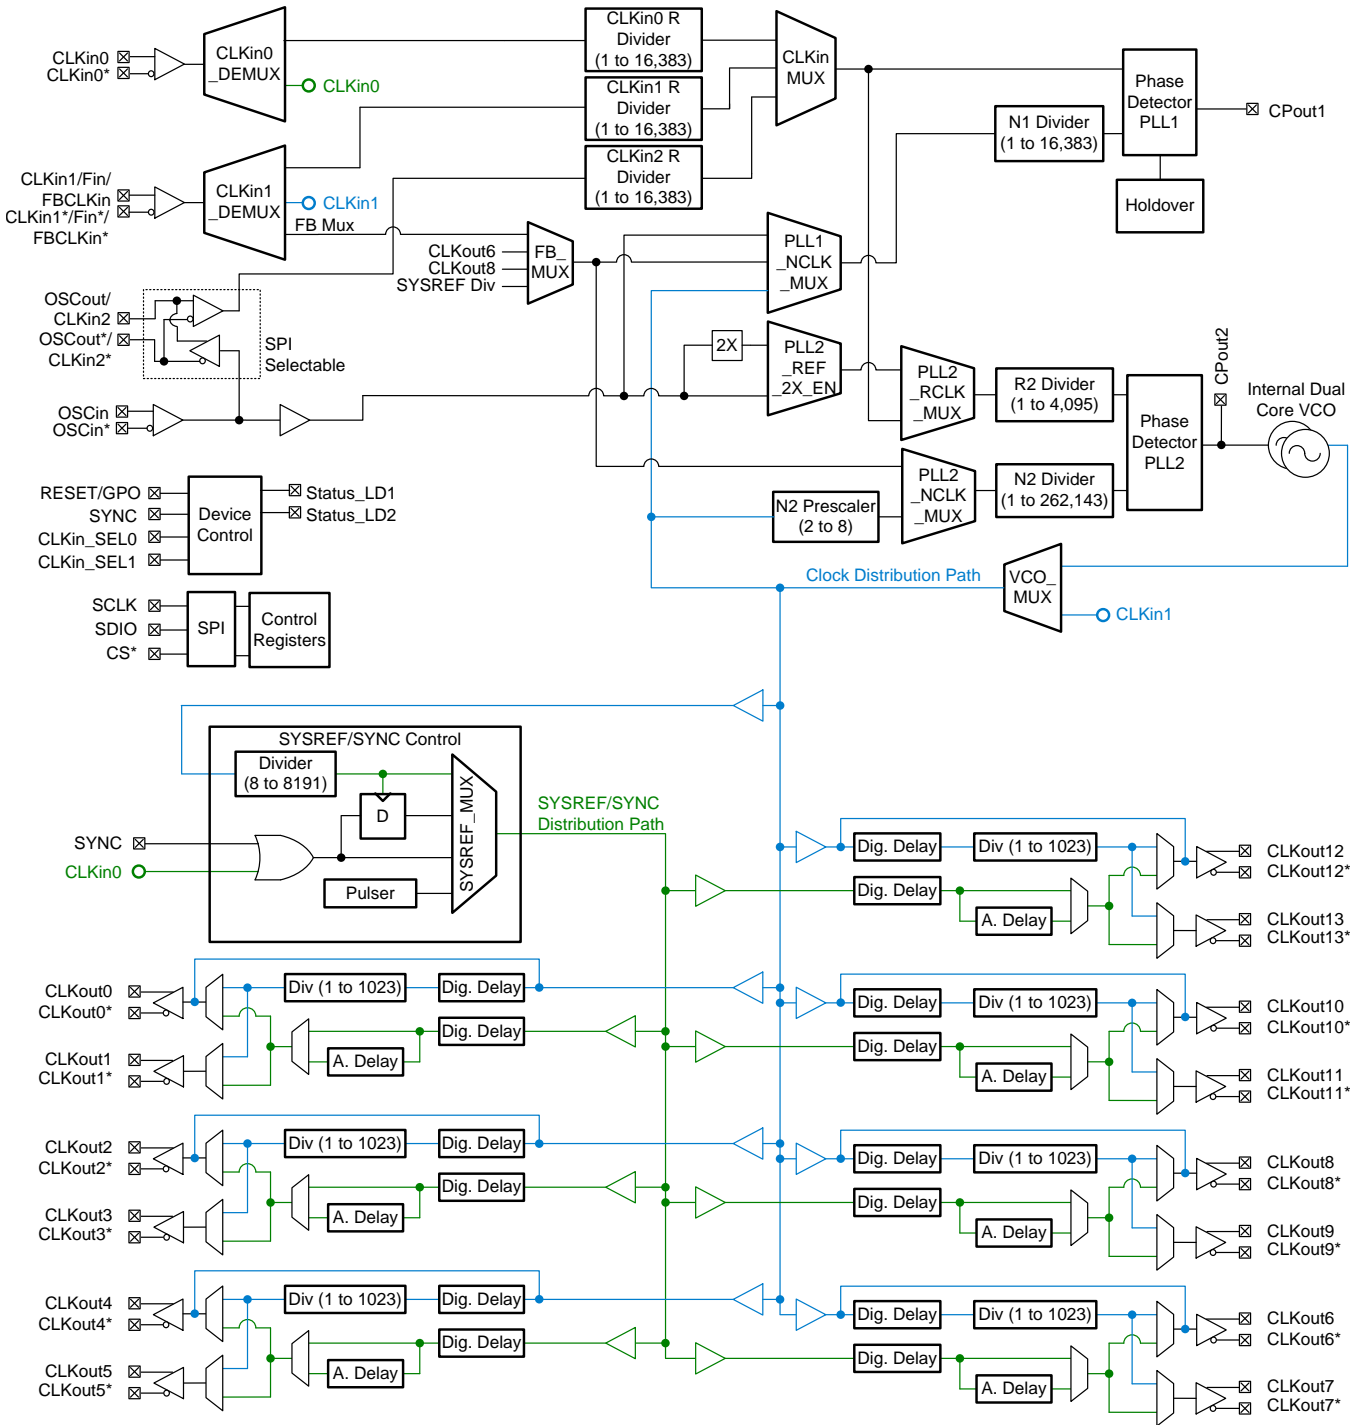 CLKin0
CLKin0*
CLKin0
_DEMUX
CLKin0
CLKin0 R
Divider
(1 to 16,383)
CLKin1 R
Divider
(1 to 16,383)
CLKin2 R
Divider
(1 to 16,383)
CLKin
MUX
N1 Divider
(1 to 16,383)
Phase
Detector
PLL1
CPout1
Holdover
CLKin1/Fin/
FBCLKin
CLKin1*/Fin*/
FBCLKin*
CLKin1
_DEMUX
CLKin1
FB Mux
CLKout6
CLKout8
SYSREF Div
FB_
MUX
PLL1
_NCLK
_MUX
OSCout/
CLKin2
OSCout*/
CLKin2*
SPI
Selectable
OSCin
OSCin*
2X
PLL2
_REF
_2X_EN
PLL2
_RCLK
_MUX
R2 Divider
(1 to 4,095)
Phase
Detector
PLL2
CPout2
Internal Dual
Core VCO
N2 Prescaler
(2 to 8)
PLL2
_NCLK
_MUX
N2 Divider
(1 to 262,143)
RESET/GPO
SYNC
CLKin_SEL0
CLKin_SEL1
Device
Control
Status_LD1
Status_LD2
Clock Distribution Path
VCO_
MUX
CLKin1
SCLK
SDIO
CS*
SPI
Control
Registers
SYSREF/SYNC Control
Divider
(8 to 8191)
D
SYSREF_MUX
Pulser
SYNC
CLKin0
SYSREF/SYNC
Distribution Path
Dig. Delay
Div (1 to 1023)
Dig. Delay
A. Delay
CLKout12
CLKout12*
CLKout13
CLKout13*
CLKout0
CLKout0*
CLKout1
CLKout1*
Div (1 to 1023)
Dig. Delay
Dig. Delay
A. Delay
Dig. Delay
Div (1 to 1023)
Dig. Delay
A. Delay
CLKout10
CLKout10*
CLKout11
CLKout11*
CLKout2
CLKout2*
CLKout3
CLKout3*
Div (1 to 1023)
Dig. Delay
Dig. Delay
A. Delay
Dig. Delay
Div (1 to 1023)
Dig. Delay
A. Delay
CLKout8
CLKout8*
CLKout9
CLKout9*
CLKout4
CLKout4*
CLKout5
CLKout5*
Div (1 to 1023)
Dig. Delay
Dig. Delay
A. Delay
Dig. Delay
Div (1 to 1023)
Dig. Delay
A. Delay
CLKout6
CLKout6*
CLKout7
CLKout7*